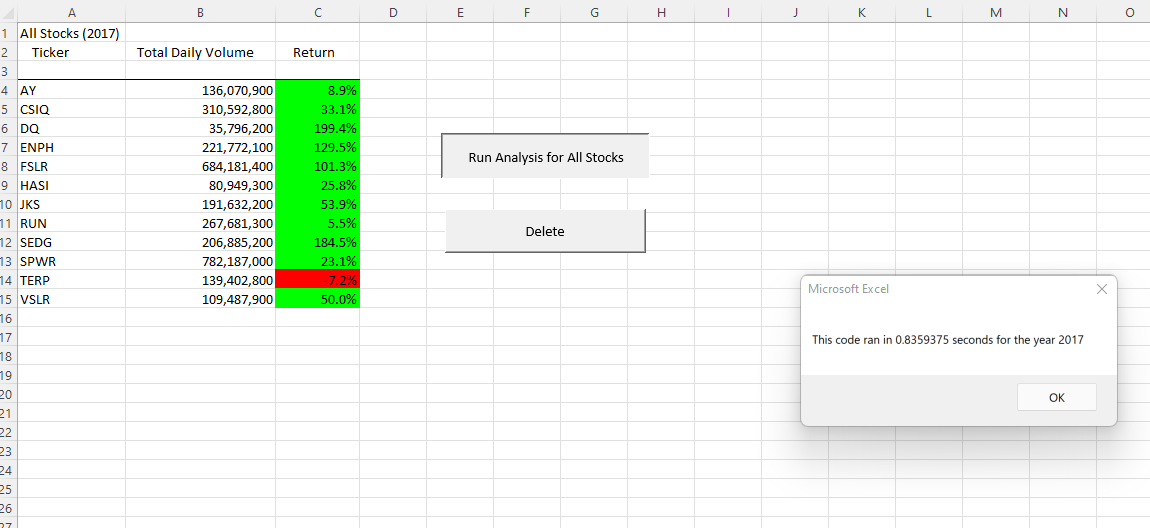 A B C D E F G H I J K L M N O
1 All Stocks (2017)
2 Ticker Total Daily Volume Return
3
4 AY 136,070,900 8.9%
5 CSIQ 310,592,800 33.1%
6 DQ 35,796,200 199.4%
7 ENPH 221,772,100 129.5%
8 FSLR 684,181,400 101.3%
9 HASI 80,949,300 25.8%
10 JKS 191,632,200 53.9%
11 RUN 267,681,300 5.5%
12 SEDG 206,885,200 184.5%
13 SPWR 782,187,000 23.1%
14 TERP 139,402,800 -7.2%
15 VSLR 109,487,900 50.0%
16
17
18
19
20
21
22
23
24
25
26
27
Run Analysis for All Stocks
Delete
Microsoft Excel
This code ran in 0.8359375 seconds for the year 2017
OK